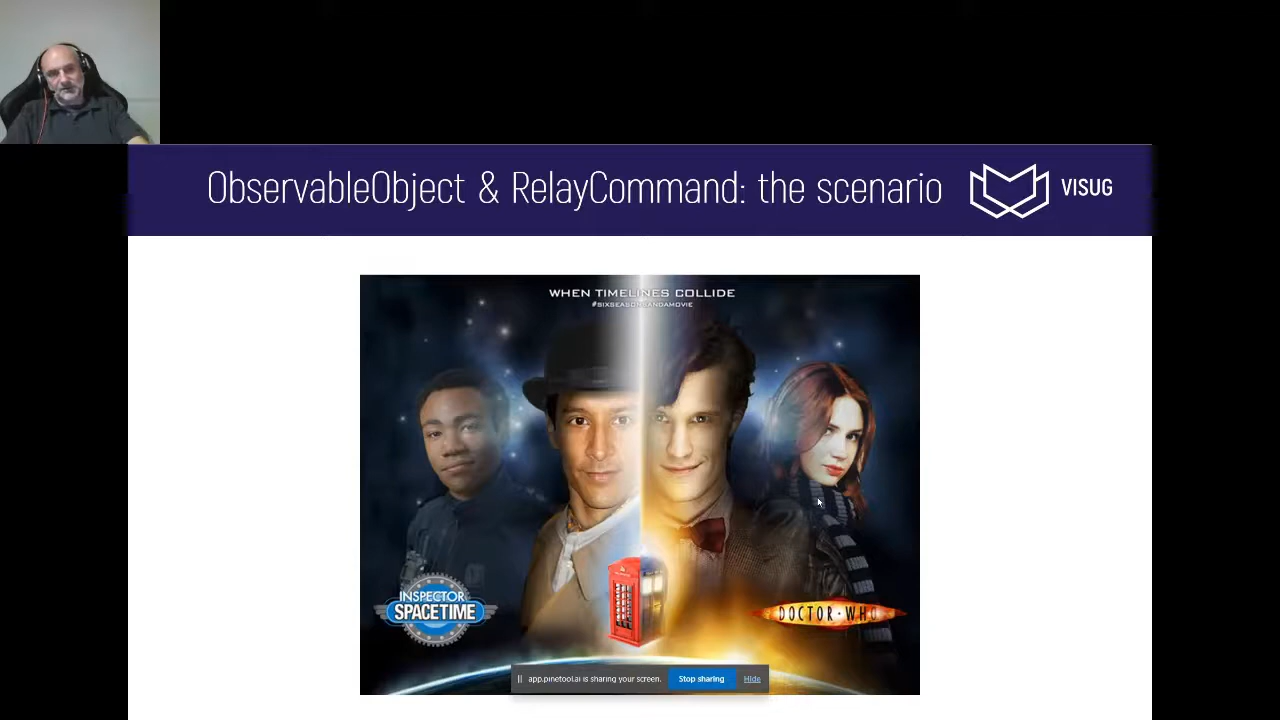 ObservableObject & RelayCommand: the scenario
VISUG
WHEN TIMELINES COLLIDE
#SIXSEASONSANDAMOVIE
INSPECTOR
SPACETIME
DOCTOR·WHO
app.pinetool.ai is sharing your screen.
Stop sharing
Hide